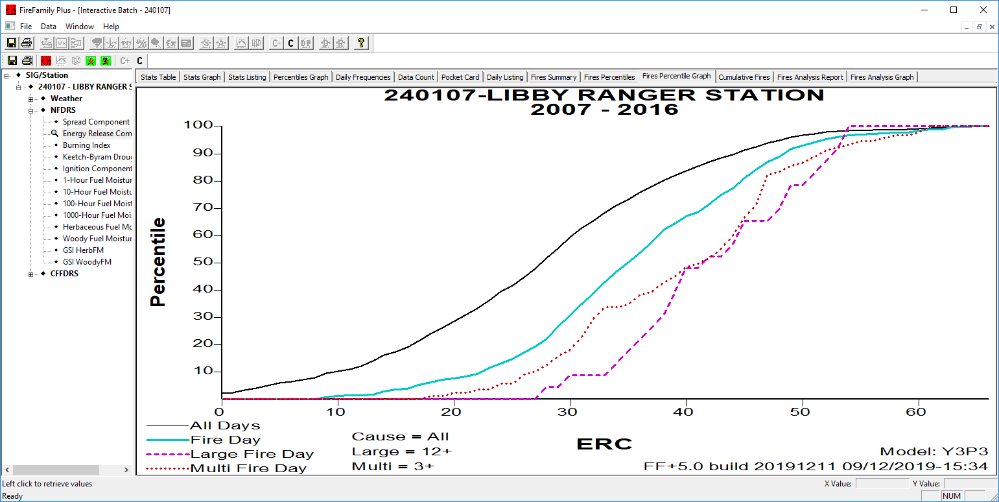 FireFamily Plus - [Interactive Batch - 240107]
File Data Window Help
SIG/Station
240107 - LIBBY RANGER S
Weather
NFDRS
Spread Component
Energy Release Com
Burning Index
Keetch-Byram Drou
Ignition Component
1-Hour Fuel Moistur
10-Hour Fuel Moistu
100-Hour Fuel Moist
1000-Hour Fuel Moi
Herbaceous Fuel Mo
Woody Fuel Moistur
GSI HerbFM
GSI WoodyFM
CFFDRS
Stats Table Stats Graph Stats Listing Percentiles Graph Daily Frequencies Data Count Pocket Card Daily Listing Fires Summary Fires Percentiles Fires Percentile Graph Cumulative Fires Fires Analysis Report Fires Analysis Graph
240107-LIBBY RANGER STATION
2007 - 2016
100
90
80
70
60
50
40
30
20
10
Percentile
0 10 20 30 40 50 60
All Days
Fire Day
Large Fire Day
Multi Fire Day
Cause = All
Large = 12+
Multi = 3+
ERC
Model: Y3P3
FF+5.0 build 20191211 09/12/2019-15:34
Left click to retrieve values
X Value: Y Value:
Ready
NUM